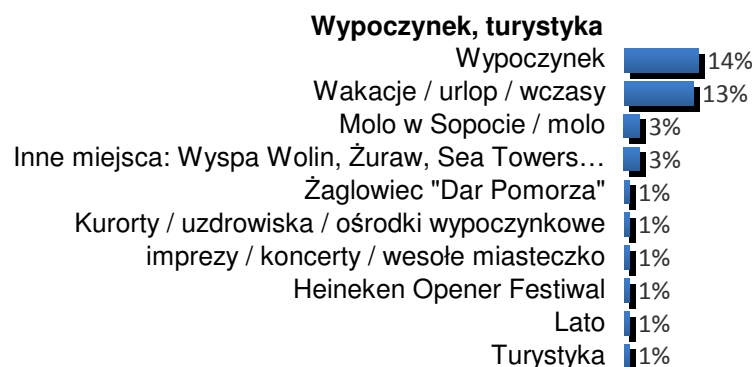 Wypoczynek, turystyka
Wypoczynek 14%
Wakacje / urlop / wczasy 13%
Molo w Sopocie / molo 3%
Inne miejsca: Wyspa Wolin, Żuraw, Sea Towers… 3%
Żaglowiec "Dar Pomorza" 1%
Kurorty / uzdrowiska / ośrodki wypoczynkowe 1%
imprezy / koncerty / wesołe miasteczko 1%
Heineken Opener Festiwal 1%
Lato 1%
Turystyka 1%